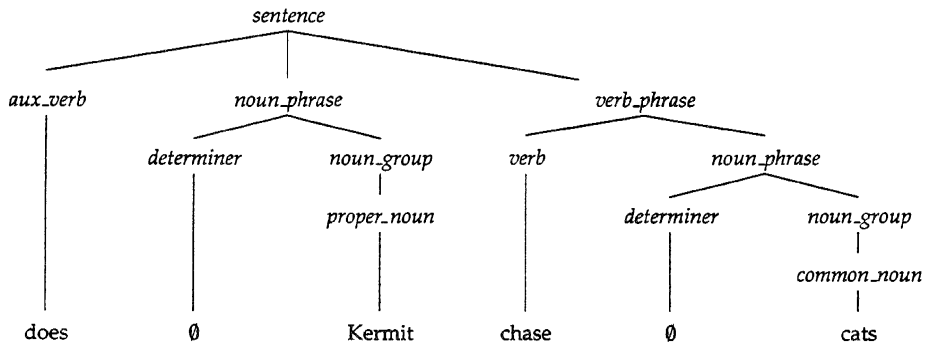 sentence
aux_verb noun_phrase verb_phrase
determiner noun_group verb noun_phrase
proper_noun determiner noun_group
common_noun
does ∅ Kermit chase ∅ cats